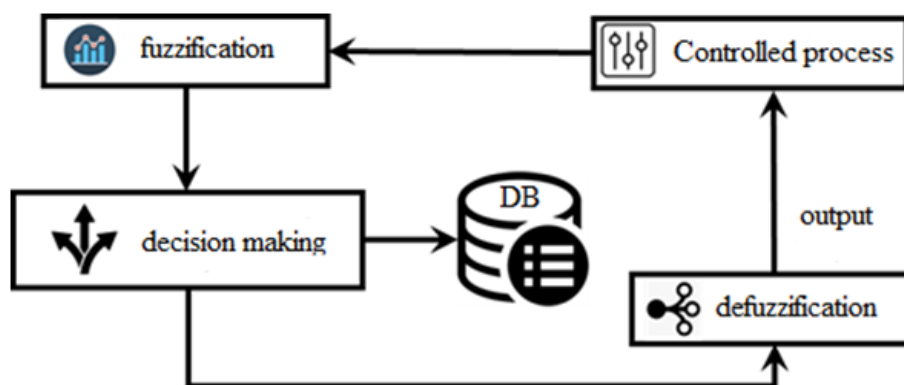 fuzzification
Controlled process
decision making
DB
output
defuzzification